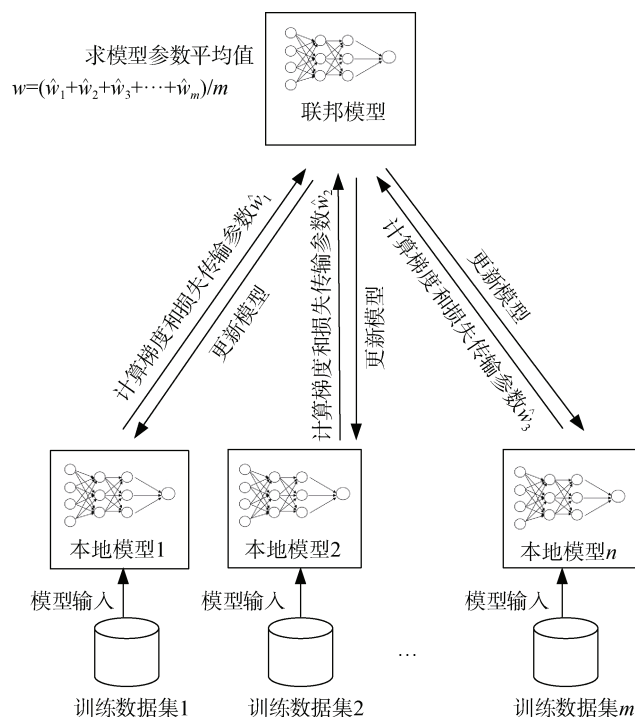 求模型参数平均值
w=(ŵ₁+ŵ₂+ŵ₃+⋯+ŵₘ)/m
联邦模型
计算梯度和损失传输参数ŵ₁
更新模型
计算梯度和损失传输参数ŵ₂
更新模型
计算梯度和损失传输参数ŵ₃
更新模型
本地模型1
本地模型2
本地模型n
模型输入
模型输入
模型输入
…
训练数据集1
训练数据集2
训练数据集m